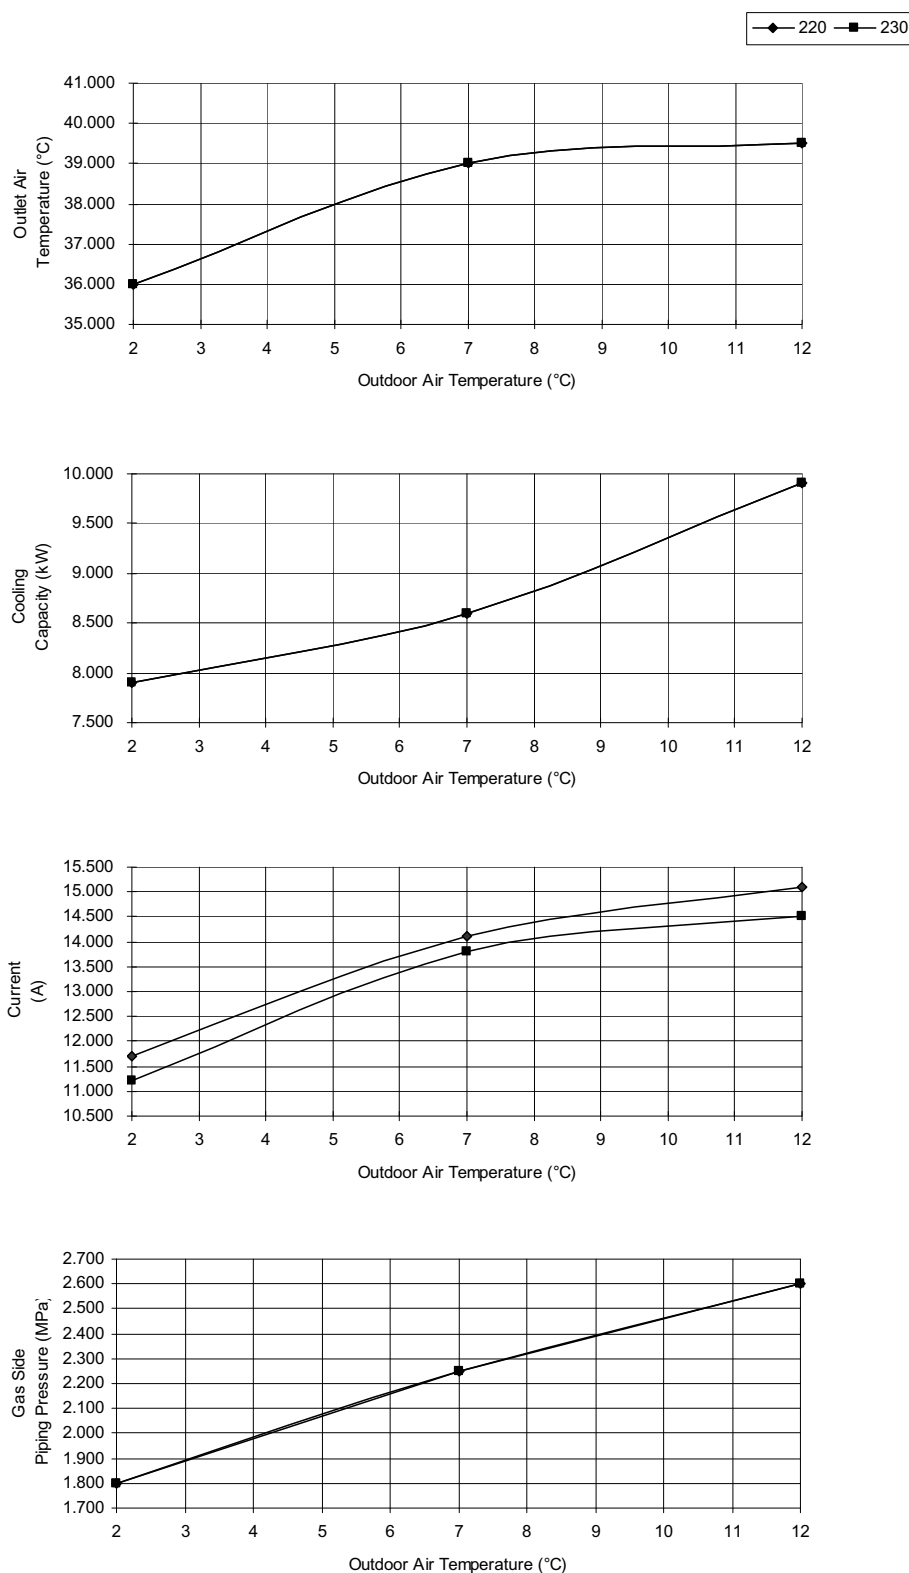 220 230
41.000
40.000
39.000
38.000
37.000
36.000
35.000
Outlet Air
Temperature (°C)
2 3 4 5 6 7 8 9 10 11 12
Outdoor Air Temperature (°C)
10.000
9.500
9.000
8.500
8.000
7.500
Cooling
Capacity (kW)
2 3 4 5 6 7 8 9 10 11 12
Outdoor Air Temperature (°C)
15.500
15.000
14.500
14.000
13.500
13.000
12.500
12.000
11.500
11.000
10.500
Current
(A)
2 3 4 5 6 7 8 9 10 11 12
Outdoor Air Temperature (°C)
2.700
2.600
2.500
2.400
2.300
2.200
2.100
2.000
1.900
1.800
1.700
Gas Side
Piping Pressure (MPa)
2 3 4 5 6 7 8 9 10 11 12
Outdoor Air Temperature (°C)